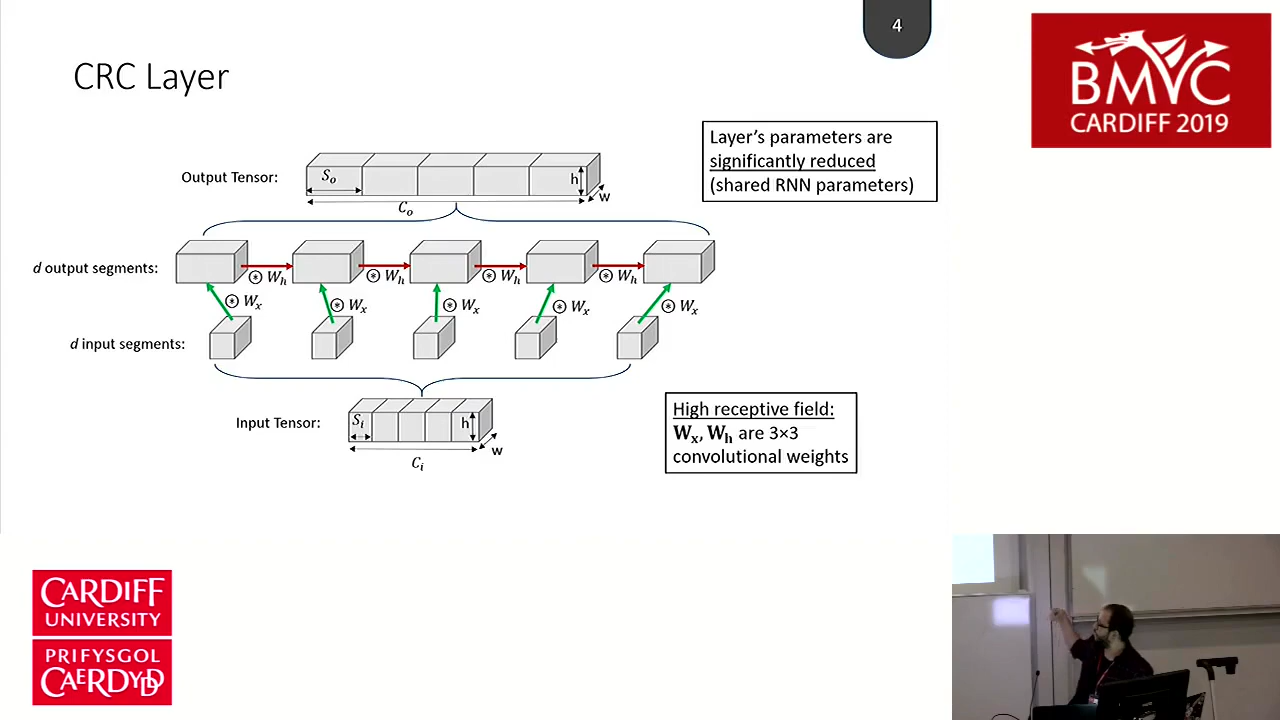 4
BMVC
CARDIFF 2019
CRC Layer
Layer's parameters are
significantly reduced
(shared RNN parameters)
Output Tensor:
Sₒ
h
w
Cₒ
d output segments:
⊛ Wₕ
⊛ Wₕ
⊛ Wₕ
⊛ Wₕ
⊛ Wₓ
⊛ Wₓ
⊛ Wₓ
⊛ Wₓ
⊛ Wₓ
d input segments:
Input Tensor:
Sᵢ
h
w
Cᵢ
High receptive field:
Wₓ, Wₕ are 3×3
convolutional weights
CARDIFF
UNIVERSITY
PRIFYSGOL
CAERDYDD